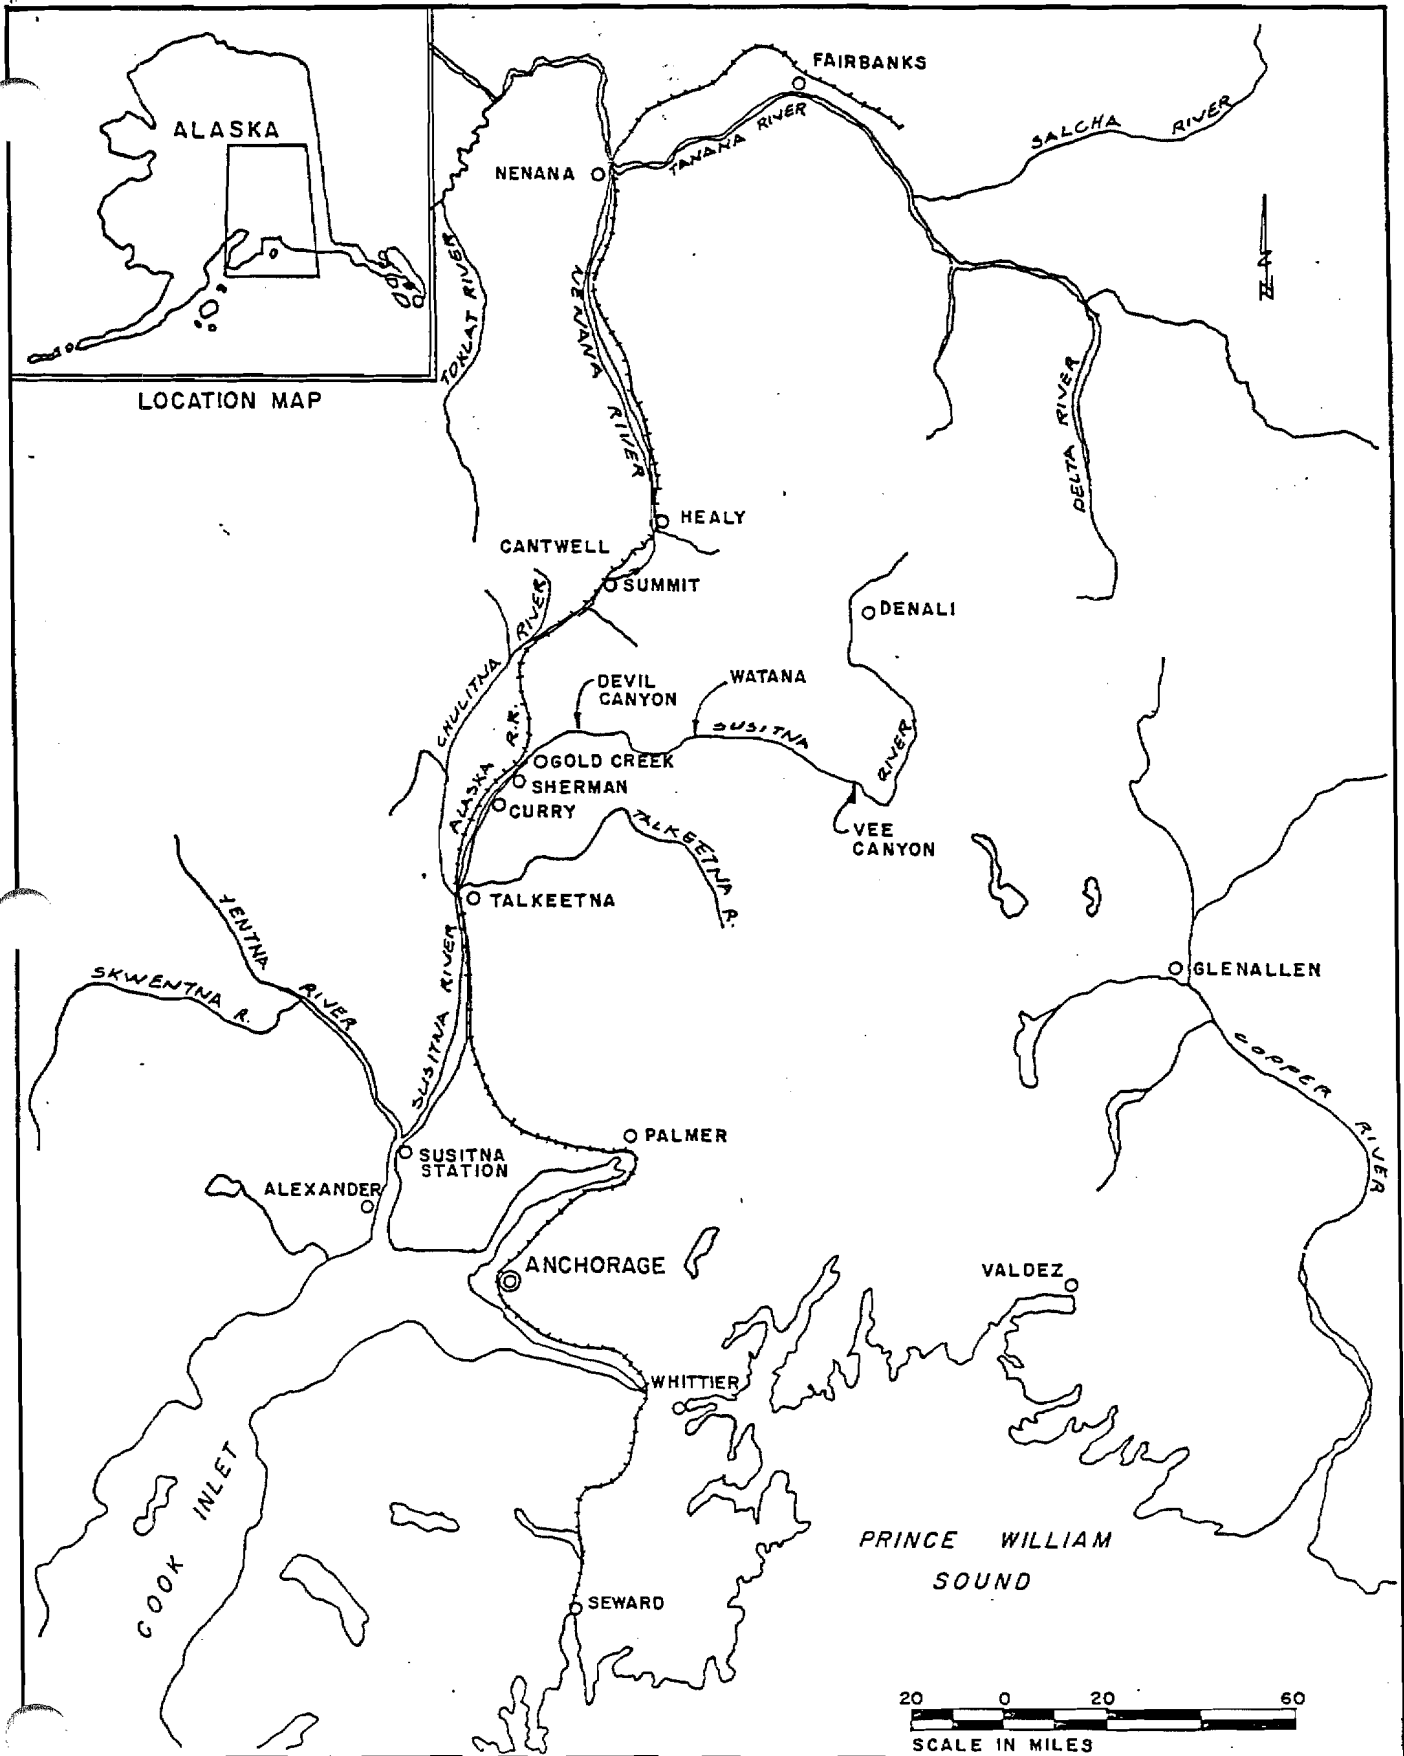 ALASKA
LOCATION MAP
FAIRBANKS
SALCHA RIVER
TANANA RIVER
NENANA
N
TOKLAT RIVER
NENANA RIVER
DELTA RIVER
HEALY
CANTWELL
SUMMIT
DENALI
CHULITNA RIVER
DEVIL
CANYON
WATANA
SUSITNA RIVER
ALASKA R.R.
GOLD CREEK
SHERMAN
CURRY
TALKEETNA R.
VEE
CANYON
TALKEETNA
YENTNA RIVER
SKWENTNA R.
SUSITNA RIVER
GLENALLEN
COPPER RIVER
PALMER
SUSITNA
STATION
ALEXANDER
ANCHORAGE
VALDEZ
WHITTIER
COOK INLET
PRINCE WILLIAM
SOUND
SEWARD
20 0 20 60
SCALE IN MILES